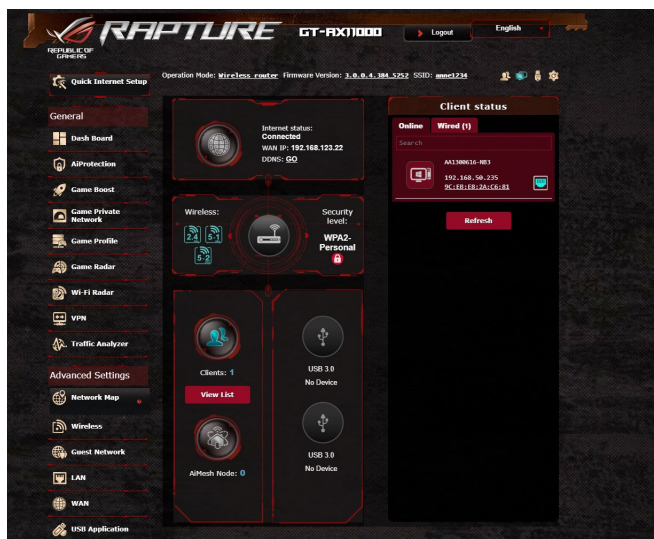 REPUBLIC OF
GAMERS
RAPTURE
GT-AX11000
Logout
English
Quick Internet Setup
Operation Mode: Wireless router Firmware Version: 3.0.0.4.384_5252 SSID: anne1234
General
Dash Board
AiProtection
Game Boost
Game Private
Network
Game Profile
Game Radar
Wi-Fi Radar
VPN
Traffic Analyzer
Advanced Settings
Network Map
Wireless
Guest Network
LAN
WAN
USB Application
Internet status:
Connected
WAN IP: 192.168.123.22
DDNS: GO
Wireless:
2.4
5-1
5-2
Security
level:
WPA2-
Personal
Clients: 1
View List
AiMesh Node: 0
USB 3.0
No Device
USB 3.0
No Device
Client status
Online
Wired (1)
Search
AA1300616-NB3
192.168.50.235
9C:EB:E8:2A:C6:81
Refresh